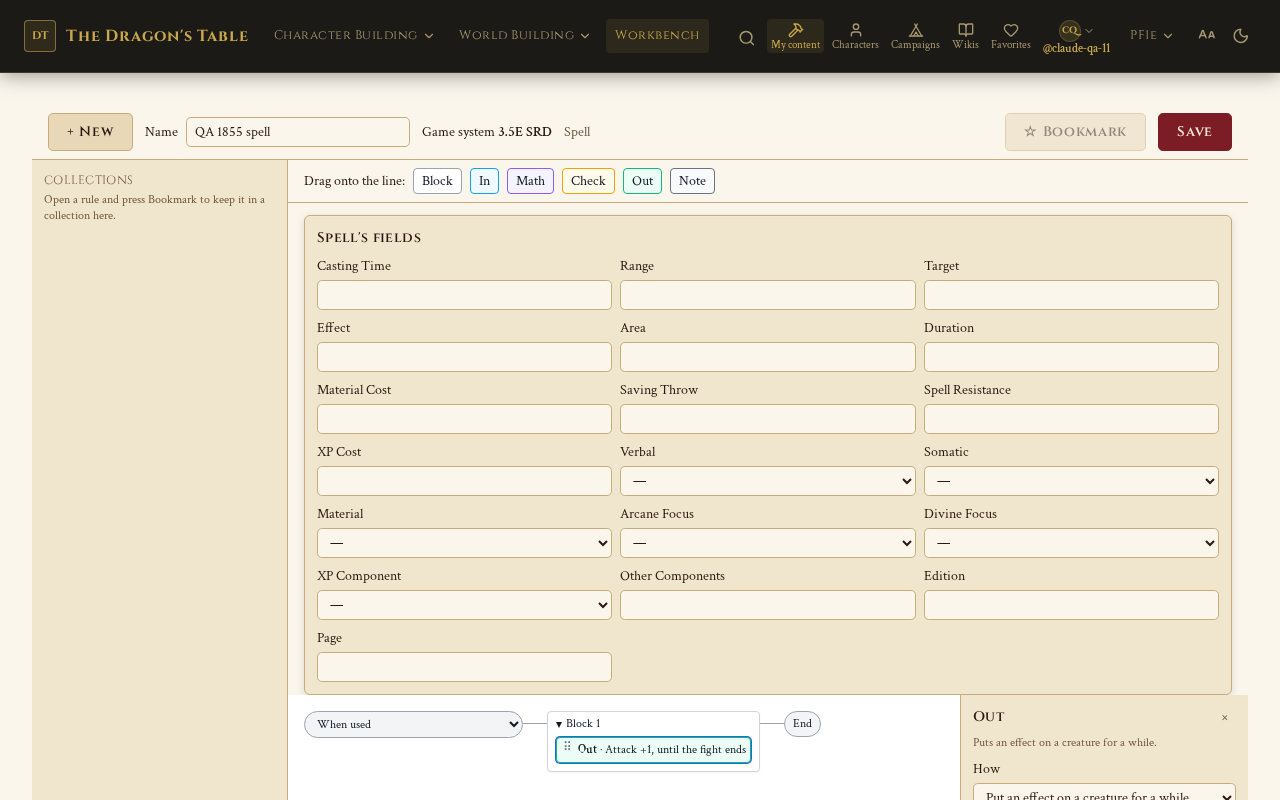 DT The Dragon's Table Character Building World Building Workbench My content Characters Campaigns Wikis Favorites CQ_ @claude-qa-11 PF1e AA
+ New Name QA 1855 spell Game system 3.5E SRD Spell ☆ Bookmark Save
Collections
Open a rule and press Bookmark to keep it in a
collection here.
Drag onto the line: Block In Math Check Out Note
Spell's fields
Casting Time Range Target
Effect Area Duration
Material Cost Saving Throw Spell Resistance
XP Cost Verbal Somatic
— —
Material Arcane Focus Divine Focus
— — —
XP Component Other Components Edition
—
Page
When used
▾ Block 1
Out · Attack +1, until the fight ends
End
Out ×
Puts an effect on a creature for a while.
How
Put an effect on a creature for a while